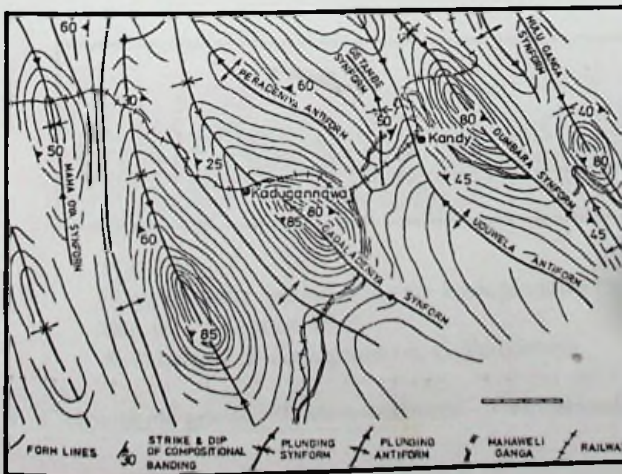 60
HULU GANGA SYNFORM
GETANBE SYNFORM
60
PERADENIYA ANTIFORM
30
50
80
40
Kandy
DUMBARA SYNFORM
80
50
25
45
Kadugannawa
MAHA OYA SYNFORM
80
85
60
GADALADENIYA SYNFORM
UDUWELA ANTIFORM
45
85
FORM LINES
30
STRIKE & DIP
OF COMPOSITIONAL
BANDING
PLUNGING
SYNFORM
PLUNGING
ANTIFORM
MAHAWELI
GANGA
RAILWAY